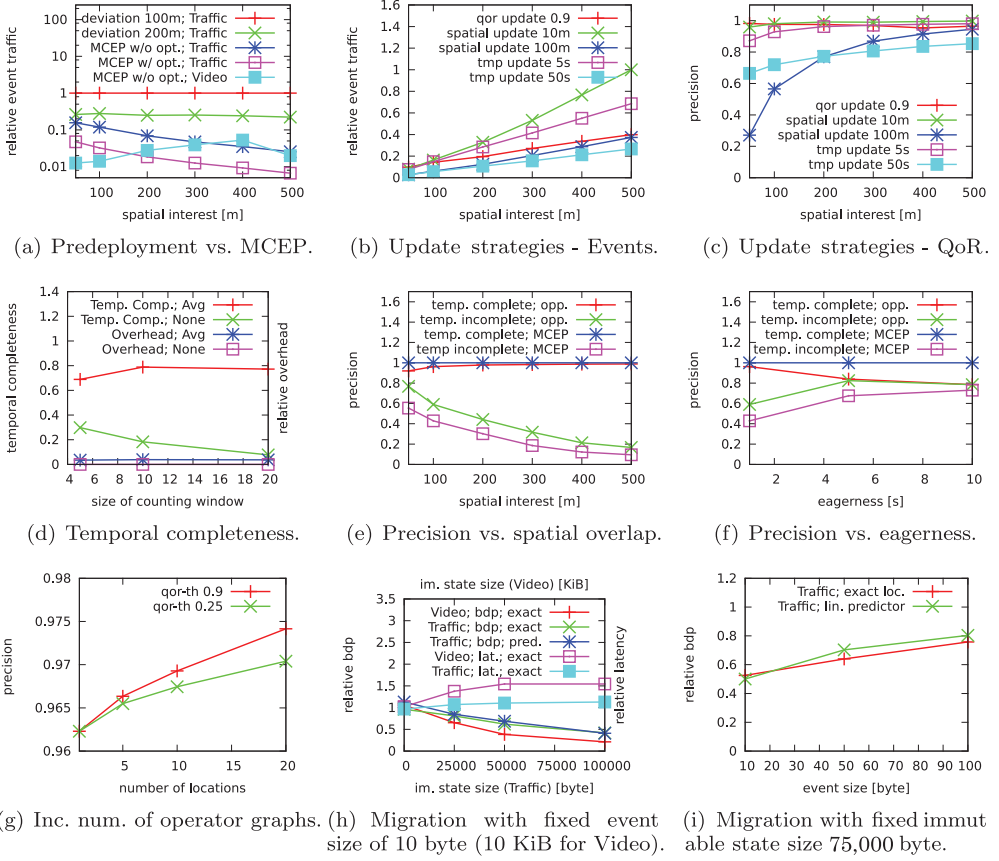 deviation 100m; Traffic
deviation 200m; Traffic
MCEP w/o opt.; Traffic
MCEP w/ opt.; Traffic
MCEP w/o opt.; Video
100
10
1
0.1
0.01
relative event traffic
100 200 300 400 500
spatial interest [m]
(a) Predeployment vs. MCEP.
qor update 0.9
spatial update 10m
spatial update 100m
tmp update 5s
tmp update 50s
1.6
1.4
1.2
1
0.8
0.6
0.4
0.2
0
relative event traffic
100 200 300 400 500
spatial interest [m]
(b) Update strategies - Events.
1
0.8
0.6
0.4
0.2
0
precision
qor update 0.9
spatial update 10m
spatial update 100m
tmp update 5s
tmp update 50s
100 200 300 400 500
spatial interest [m]
(c) Update strategies - QoR.
Temp. Comp.; Avg
Temp. Comp.; None
Overhead; Avg
Overhead; None
1.4
1.2
1
0.8
0.6
0.4
0.2
0
temporal completeness
relative overhead
4 6 8 10 12 14 16 18 20
size of counting window
(d) Temporal completeness.
temp. complete; opp.
temp. incomplete; opp.
temp. complete; MCEP
temp incomplete; MCEP
1.6
1.4
1.2
1
0.8
0.6
0.4
0.2
0
precision
100 200 300 400 500
spatial interest [m]
(e) Precision vs. spatial overlap.
temp. complete; opp.
temp. incomplete; opp.
temp. complete; MCEP
temp incomplete; MCEP
1.6
1.4
1.2
1
0.8
0.6
0.4
0.2
0
precision
2 4 6 8 10
eagerness [s]
(f) Precision vs. eagerness.
qor-th 0.9
qor-th 0.25
0.98
0.975
0.97
0.965
0.96
precision
5 10 15 20
number of locations
(g) Inc. num. of operator graphs.
im. state size (Video) [KiB]
Video; bdp; exact
Traffic; bdp; exact
Traffic; bdp; pred.
Video; lat.; exact
Traffic; lat.; exact
3.5
3
2.5
2
1.5
1
0.5
0
relative bdp
relative latency
0 25000 50000 75000 100000
im. state size (Traffic) [byte]
(h) Migration with fixed event
size of 10 byte (10 KiB for Video).
Traffic; exact loc.
Traffic; lin. predictor
1.2
1
0.8
0.6
0.4
0.2
0
relative bdp
10 20 30 40 50 60 70 80 90 100
event size [byte]
(i) Migration with fixed immut
able state size 75,000 byte.